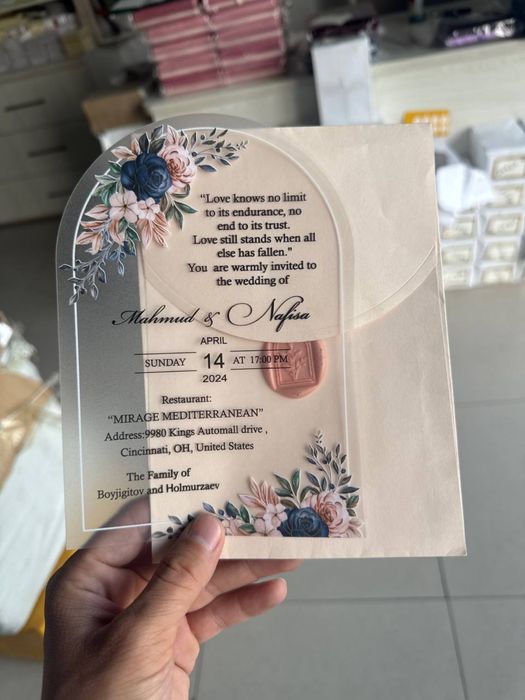 “Love knows no limit
to its endurance, no
end to its trust.
Love still stands when all
else has fallen.”
You are warmly invited to
the wedding of
Mahmud & Nafisa
APRIL
SUNDAY 14 AT 17:00 PM
2024
Restaurant:
“MIRAGE MEDITERRANEAN”
Address:9980 Kings Automall drive ,
Cincinnati, OH, United States
The Family of
Boyjigitov and Holmurzaev